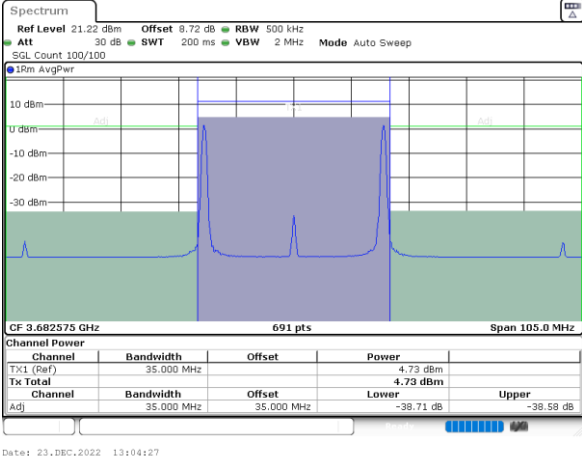 Spectrum
Ref Level 21.22 dBm Offset 8.72 dB RBW 500 kHz
Att 30 dB SWT 200 ms VBW 2 MHz Mode Auto Sweep
SGL Count 100/100
1Rm AvgPwr
10 dBm
Adj Adj
0 dBm
-10 dBm
-20 dBm
-30 dBm
CF 3.682575 GHz 691 pts Span 105.0 MHz
Channel Power
Channel Bandwidth Offset Power
TX1 (Ref) 35.000 MHz 4.73 dBm
Tx Total 4.73 dBm
Channel Bandwidth Offset Lower Upper
Adj 35.000 MHz 35.000 MHz -38.71 dB -38.58 dB
Ready
Date: 23.DEC.2022 13:04:27